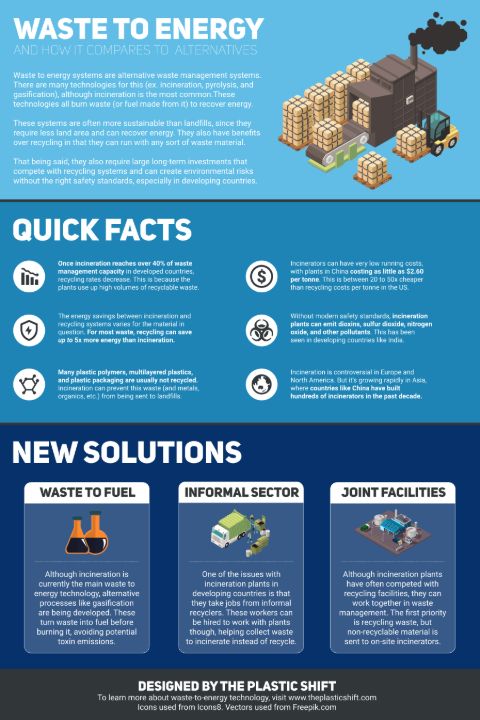 WASTE TO ENERGY
AND HOW IT COMPARES TO ALTERNATIVES
Waste to energy systems are alternative waste management systems.
There are many technologies for this (ex. incineration, pyrolysis, and
gasification), although incineration is the most common.These
technologies all burn waste (or fuel made from it) to recover energy.
These systems are often more sustainable than landfills, since they
require less land area and can recover energy. They also have benefits
over recycling in that they can run with any sort of waste material.
That being said, they also require large long-term investments that
compete with recycling systems and can create environmental risks
without the right safety standards, especially in developing countries.
QUICK FACTS
Once incineration reaches over 40% of waste
management capacity in developed countries,
recycling rates decrease. This is because the
plants use up high volumes of recyclable waste.
Incinerators can have very low running costs,
with plants in China costing as little as $2.60
per tonne. This is between 20 to 50x cheaper
than recycling costs per tonne in the US.
The energy savings between incineration and
recycling systems varies for the material in
question. For most waste, recycling can save
up to 5x more energy than incineration.
Without modern safety standards, incineration
plants can emit dioxins, sulfur dioxide, nitrogen
oxide, and other pollutants. This has been
seen in developing countries like India.
Many plastic polymers, multilayered plastics,
and plastic packaging are usually not recycled.
Incineration can prevent this waste (and metals,
organics, etc.) from being sent to landfills.
Incineration is controversial in Europe and
North America. But it's growing rapidly in Asia,
where countries like China have built
hundreds of incinerators in the past decade.
NEW SOLUTIONS
WASTE TO FUEL
Although incineration is
currently the main waste to
energy technology, alternative
processes like gasification
are being developed. These
turn waste into fuel before
burning it, avoiding potential
toxin emissions.
INFORMAL SECTOR
One of the issues with
incineration plants in
developing countries is that
they take jobs from informal
recyclers. These workers can
be hired to work with plants
though, helping collect waste
to incinerate instead of recycle.
JOINT FACILITIES
Although incineration plants
have often competed with
recycling facilities, they can
work together in waste
management. The first priority
is recycling waste, but
non-recyclable material is
sent to on-site incinerators.
DESIGNED BY THE PLASTIC SHIFT
To learn more about waste-to-energy technology, visit www.theplasticshift.com
Icons used from Icons8. Vectors used from Freepik.com